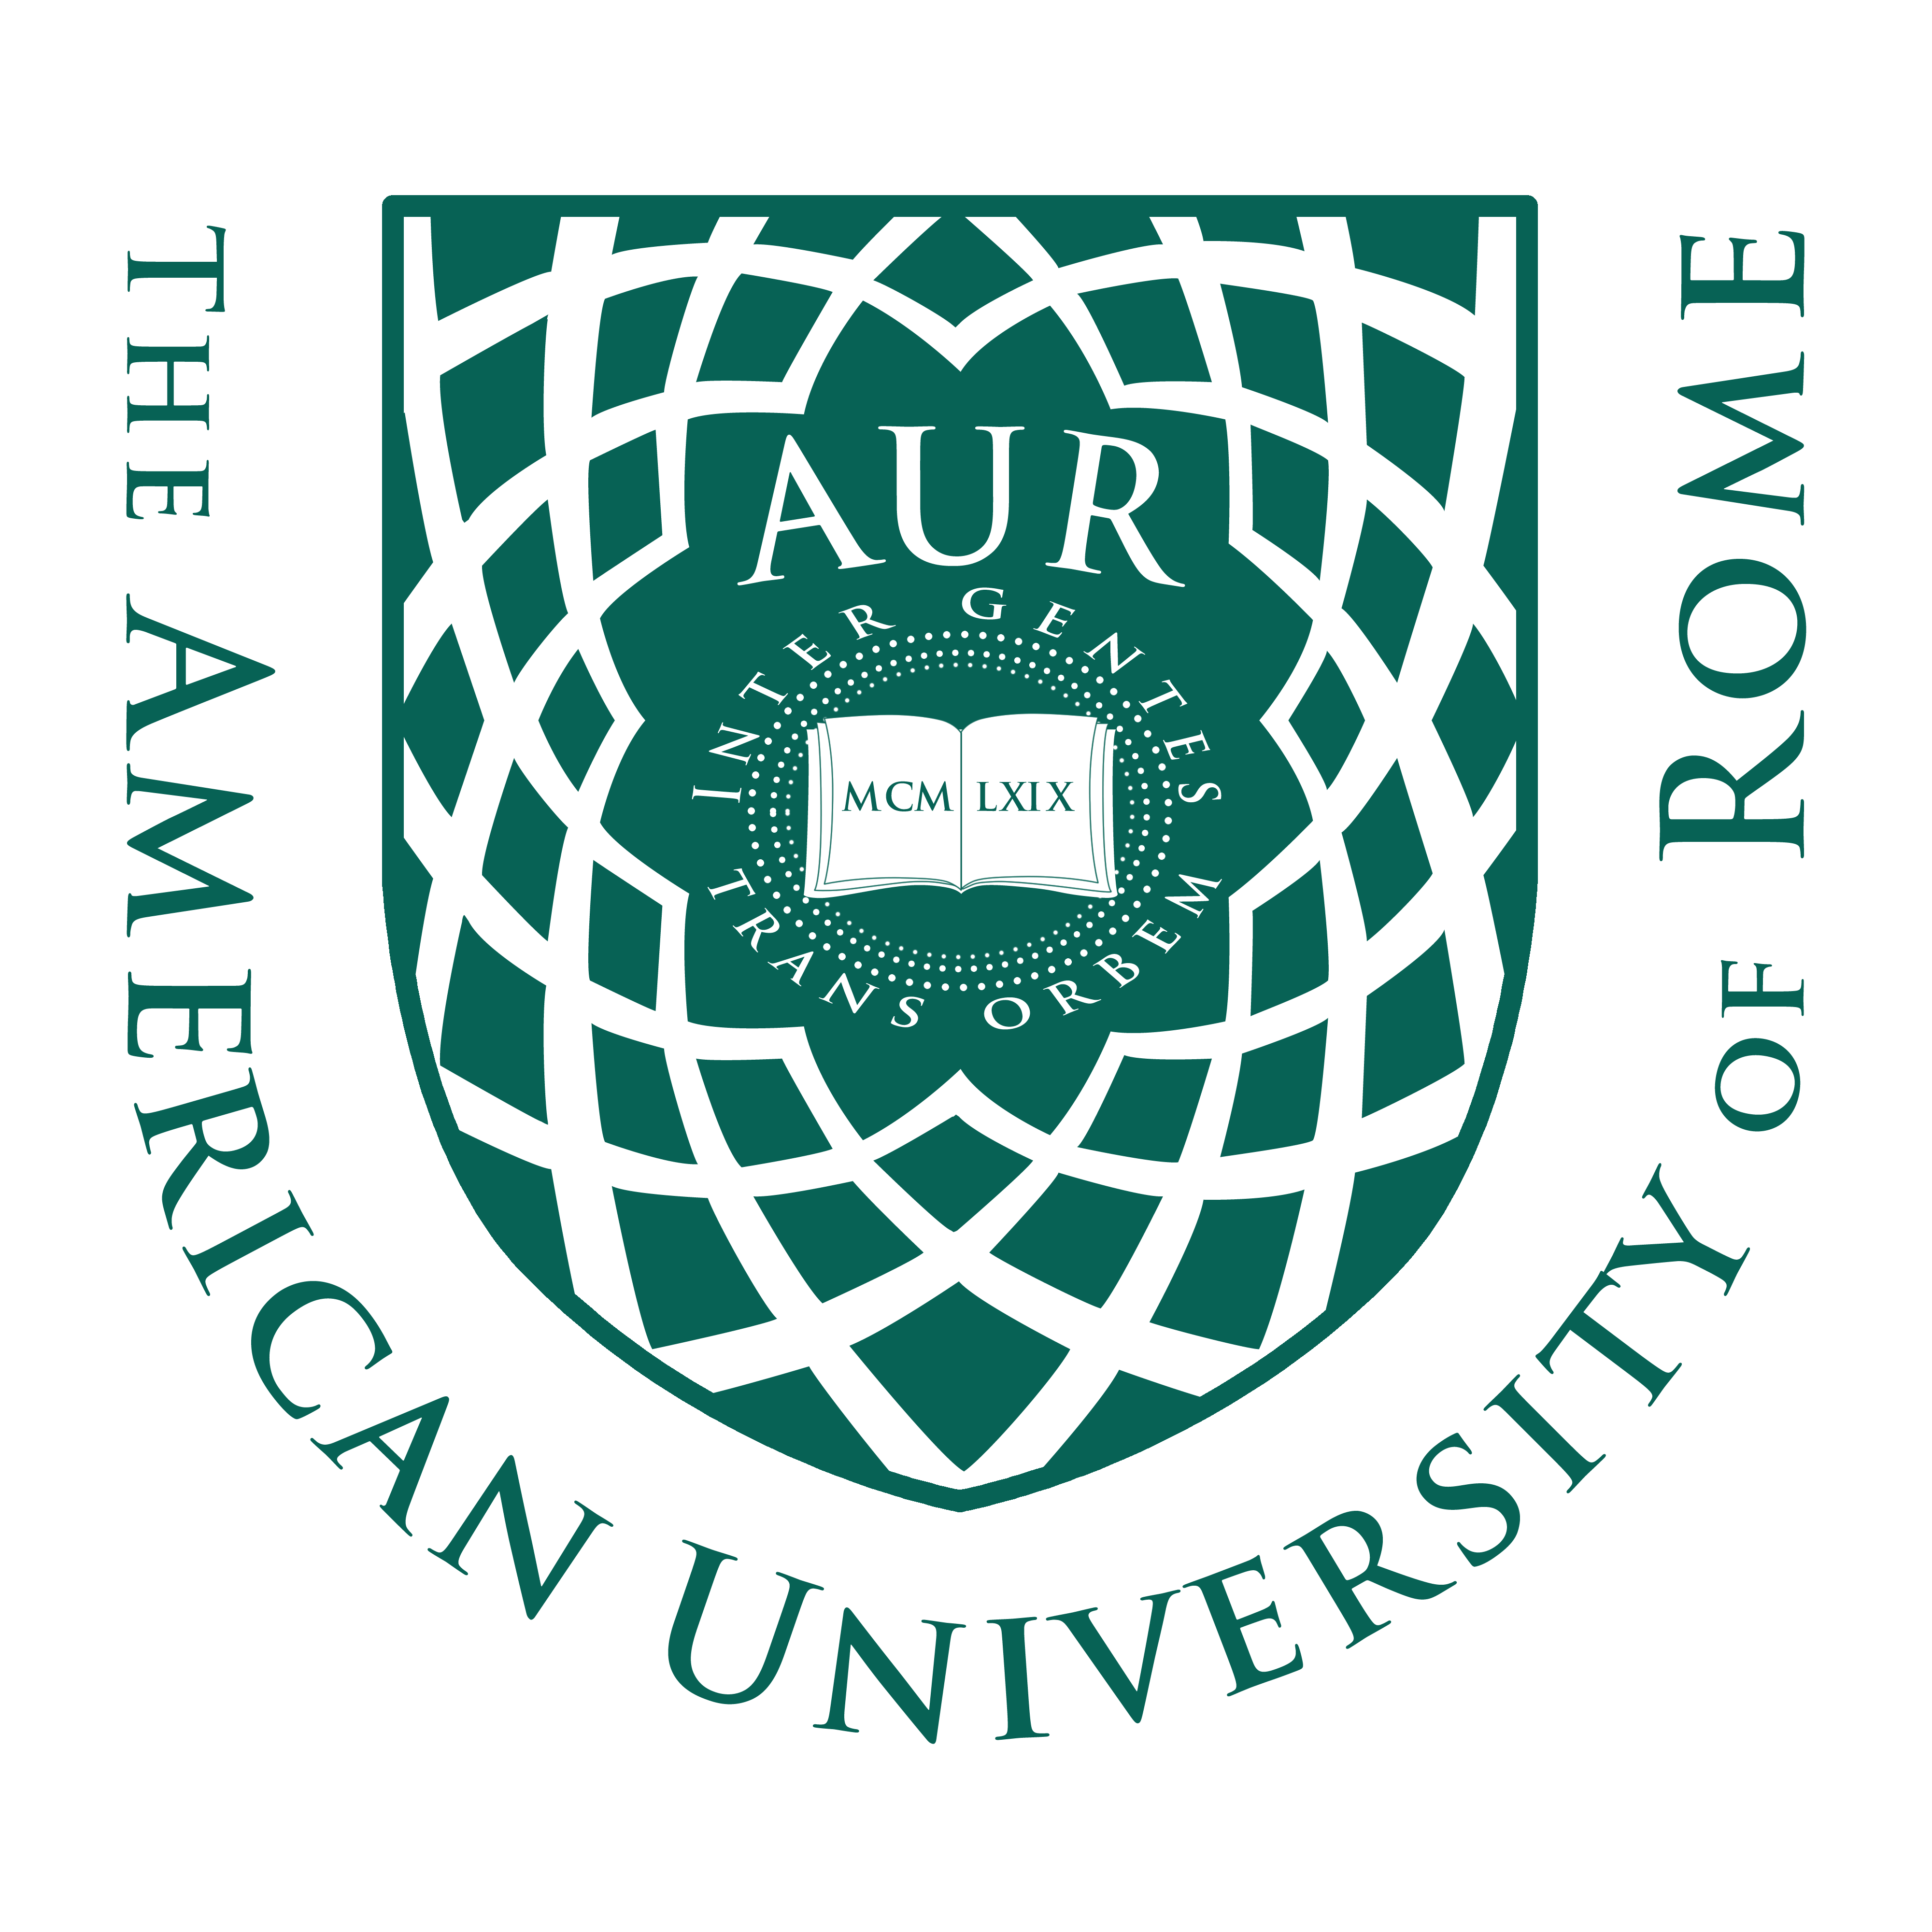 THE AMERICAN UNIVERSITY OF ROME
AUR
INTER GENTES
MCM LXIX
TRANS ORBEM